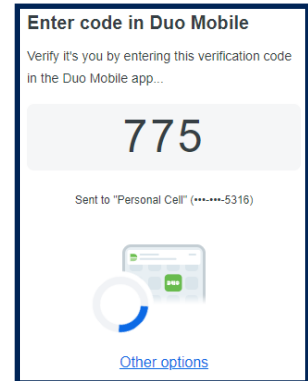 Enter code in Duo Mobile
Verify it's you by entering this verification code
in the Duo Mobile app...
775
Sent to "Personal Cell" (•••-•••-5316)
Other options